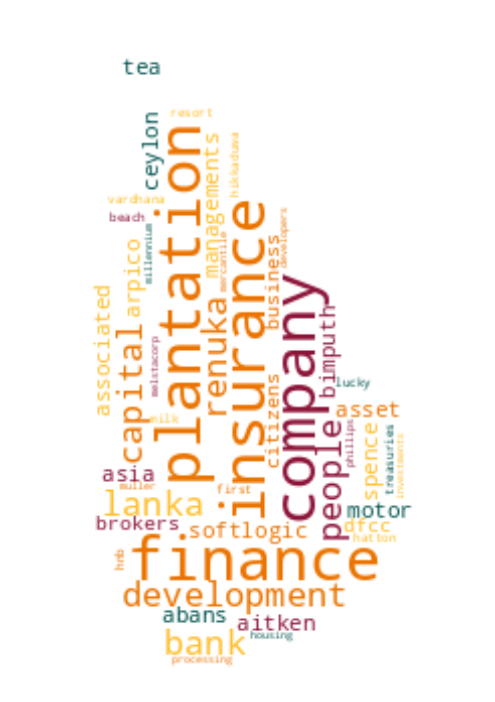 tea
ceylon
resort
plantation
managements
hikkaduwa
vardhana
beach
millennium
insurance
developers
mercantile
business
arpico
associated
renuka
company
bimputh
capital
melstacorp
citizens
lucky
asset
milk
people
phillips
spence
treasuries
investments
asia
muller
first
lanka
motor
brokers
softlogic
dfcc
hatton
finance
hnb
development
abans
aitken
housing
bank
processing